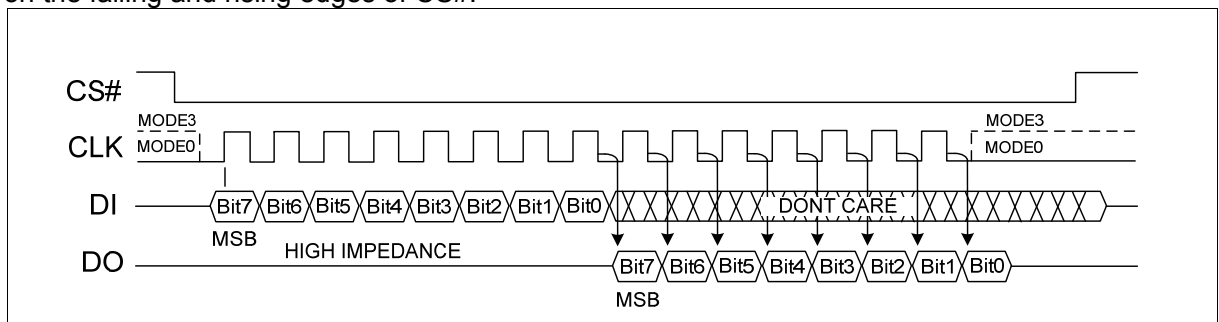 on the falling and rising edges of CS#.
CS#
MODE3 MODE3
CLK MODE0 MODE0
DI Bit7 Bit6 Bit5 Bit4 Bit3 Bit2 Bit1 Bit0 DONT CARE
MSB
DO HIGH IMPEDANCE Bit7 Bit6 Bit5 Bit4 Bit3 Bit2 Bit1 Bit0
MSB